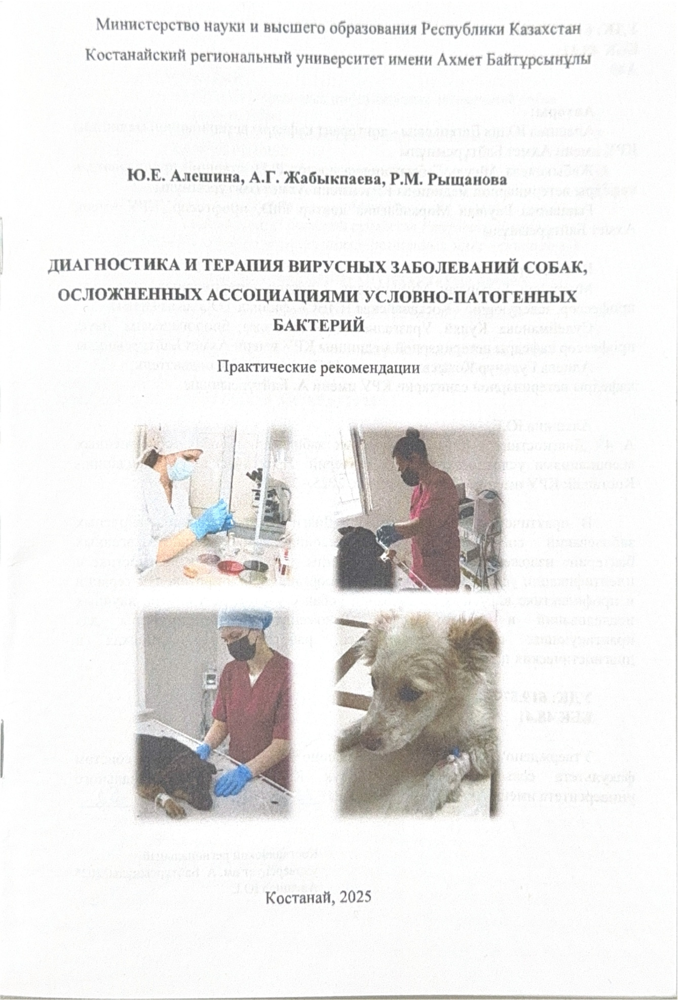 Министерство науки и высшего образования Республики Казахстан
Костанайский региональный университет имени Ахмет Байтұрсынұлы
Ю.Е. Алешина, А.Г. Жабыкпаева, Р.М. Рыщанова
ДИАГНОСТИКА И ТЕРАПИЯ ВИРУСНЫХ ЗАБОЛЕВАНИЙ СОБАК,
ОСЛОЖНЕННЫХ АССОЦИАЦИЯМИ УСЛОВНО-ПАТОГЕННЫХ
БАКТЕРИЙ
Практические рекомендации
Костанай, 2025